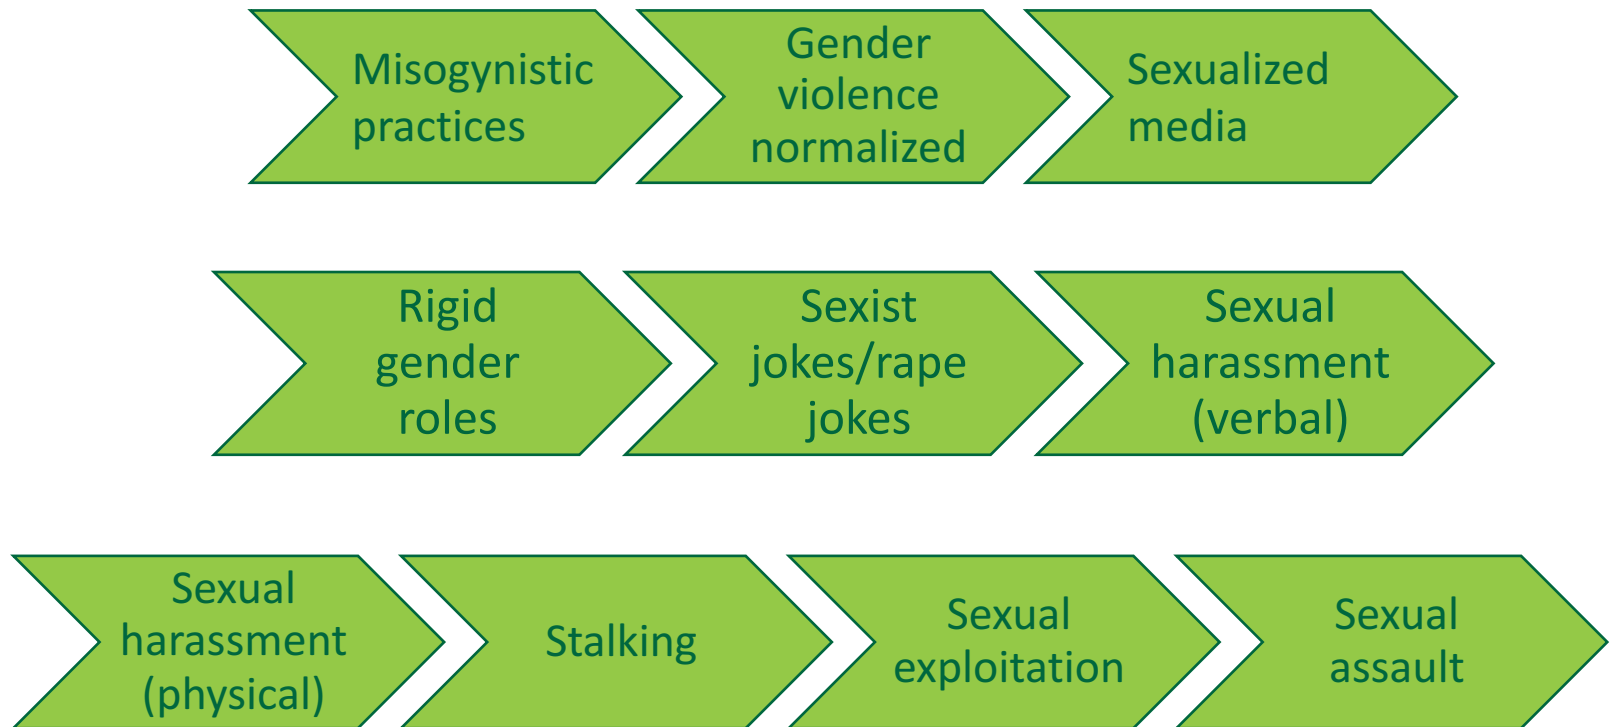 Misogynistic
practices
Gender
violence
normalized
Sexualized
media
Rigid
gender
roles
Sexist
jokes/rape
jokes
Sexual
harassment
(verbal)
Sexual
harassment
(physical)
Stalking
Sexual
exploitation
Sexual
assault